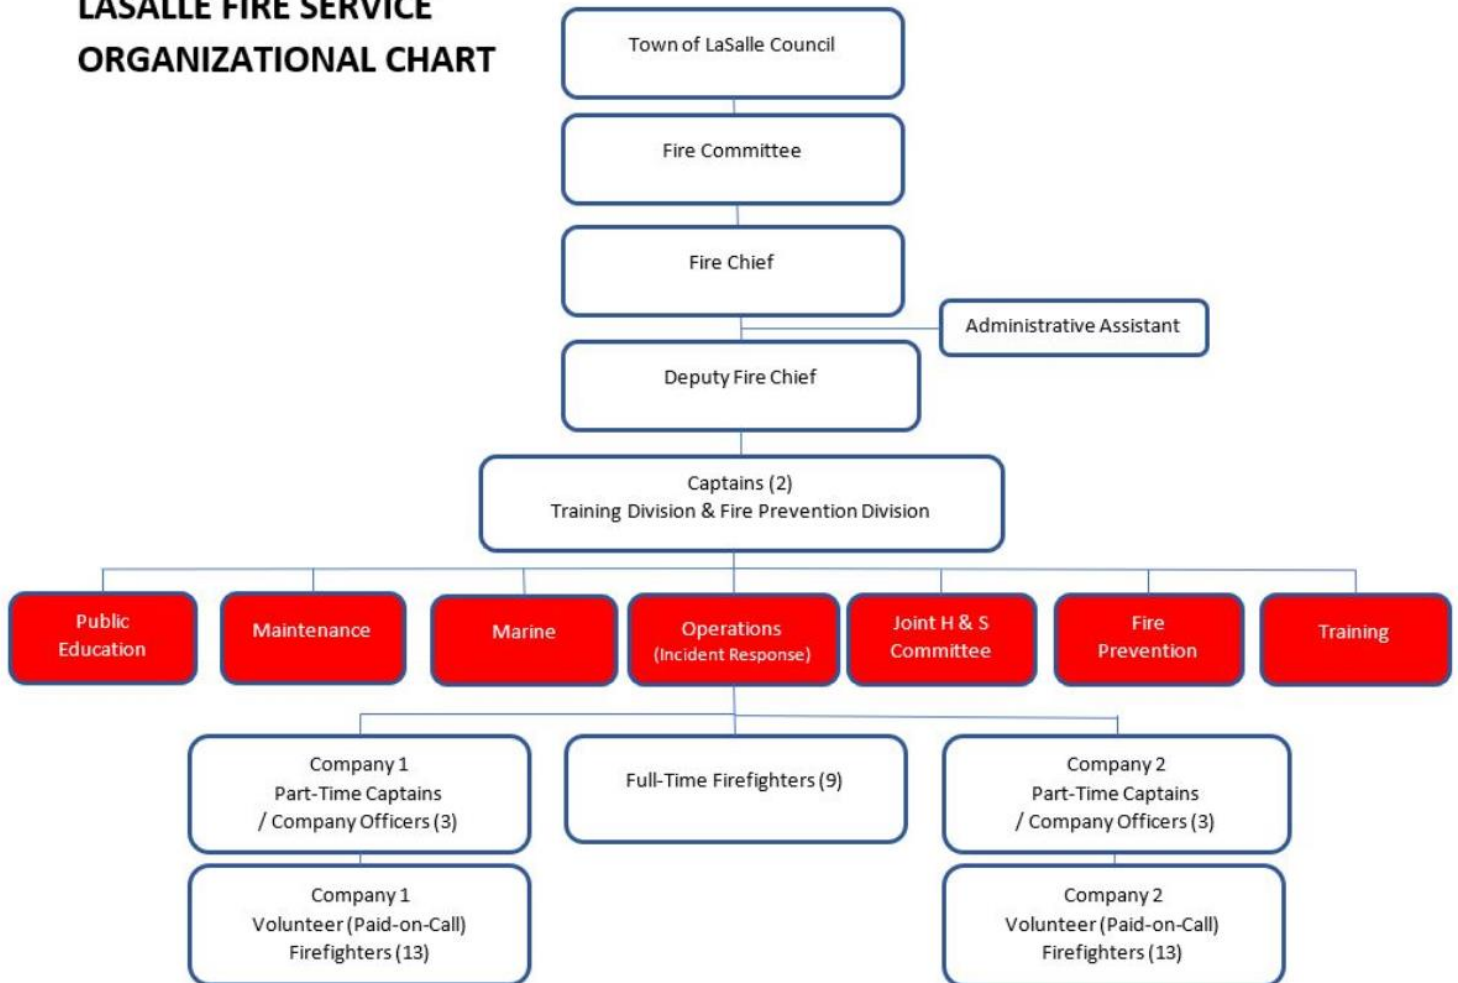 LASALLE FIRE SERVICE
ORGANIZATIONAL CHART
Town of LaSalle Council
Fire Committee
Fire Chief
Administrative Assistant
Deputy Fire Chief
Captains (2)
Training Division & Fire Prevention Division
Public
Education
Maintenance
Marine
Operations
(Incident Response)
Joint H & S
Committee
Fire
Prevention
Training
Company 1
Part-Time Captains
/ Company Officers (3)
Full-Time Firefighters (9)
Company 2
Part-Time Captains
/ Company Officers (3)
Company 1
Volunteer (Paid-on-Call)
Firefighters (13)
Company 2
Volunteer (Paid-on-Call)
Firefighters (13)